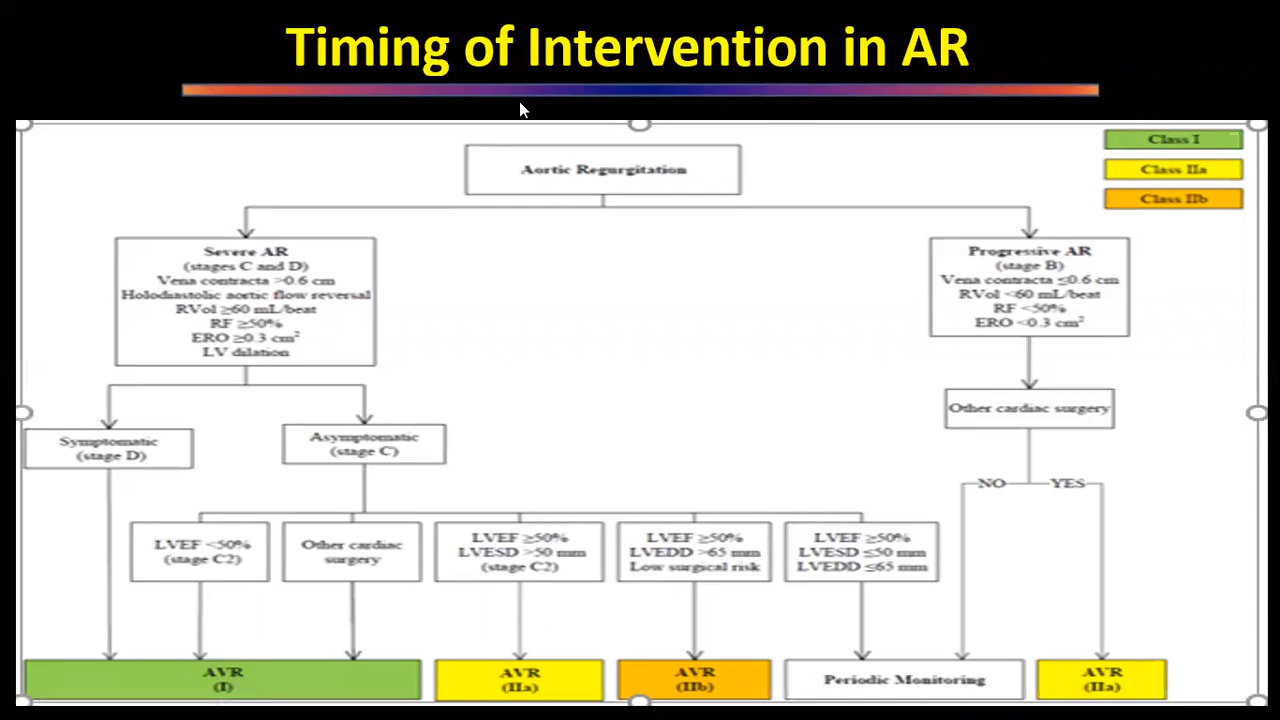 Timing of Intervention in AR
Class I
Class IIa
Class IIb
Aortic Regurgitation
Severe AR
(stages C and D)
Vena contracta >0.6 cm
Holodiastolic aortic flow reversal
RVol ≥60 mL/beat
RF ≥50%
ERO ≥0.3 cm²
LV dilation
Progressive AR
(stage B)
Vena contracta ≤0.6 cm
RVol <60 mL/beat
RF <50%
ERO <0.3 cm²
Other cardiac surgery
NO
YES
Symptomatic
(stage D)
Asymptomatic
(stage C)
LVEF <50%
(stage C2)
Other cardiac
surgery
LVEF ≥50%
LVESD >50 mm
(stage C2)
LVEF ≥50%
LVEDD >65 mm
Low surgical risk
LVEF ≥50%
LVESD ≤50 mm
LVEDD ≤65 mm
AVR
(I)
AVR
(IIa)
AVR
(IIb)
Periodic Monitoring
AVR
(IIa)